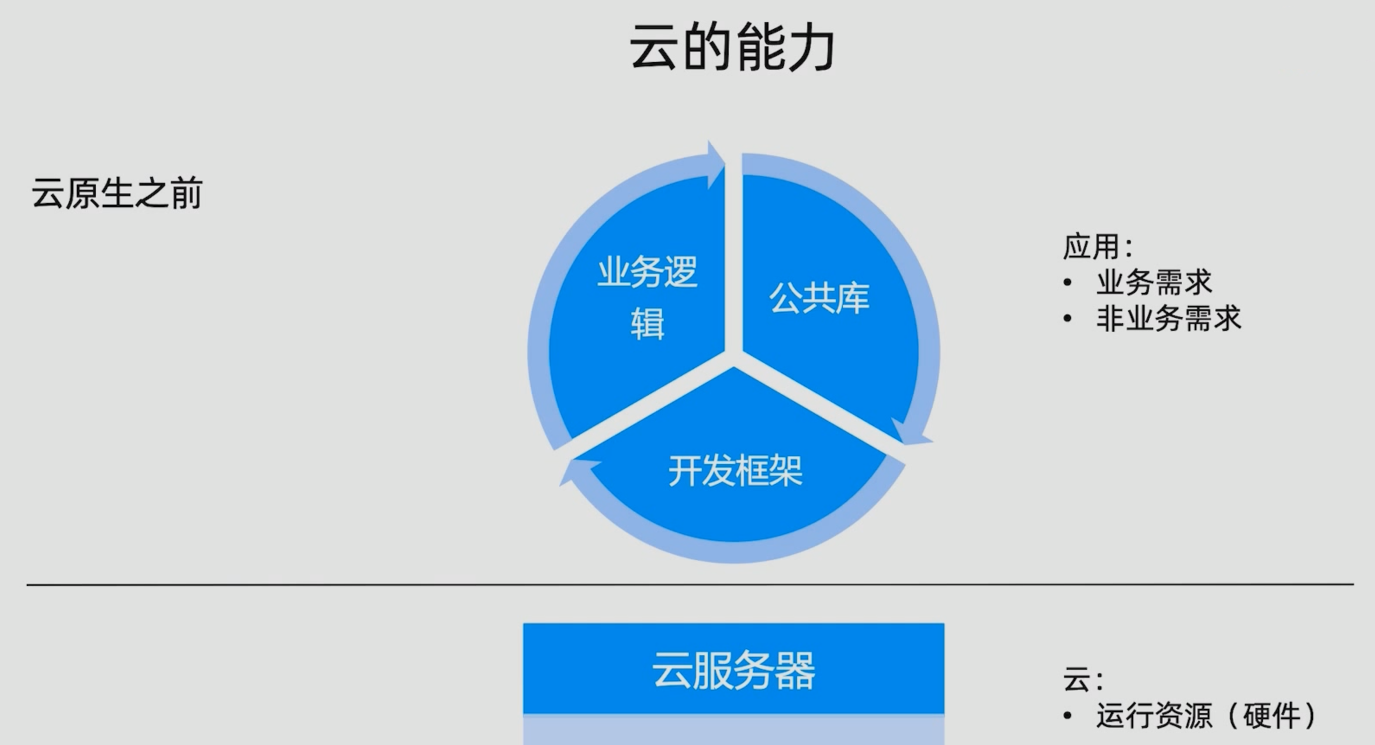 云的能力
云原生之前
业务逻
辑
公共库
开发框架
应用：
• 业务需求
• 非业务需求
云服务器
云：
• 运行资源（硬件）